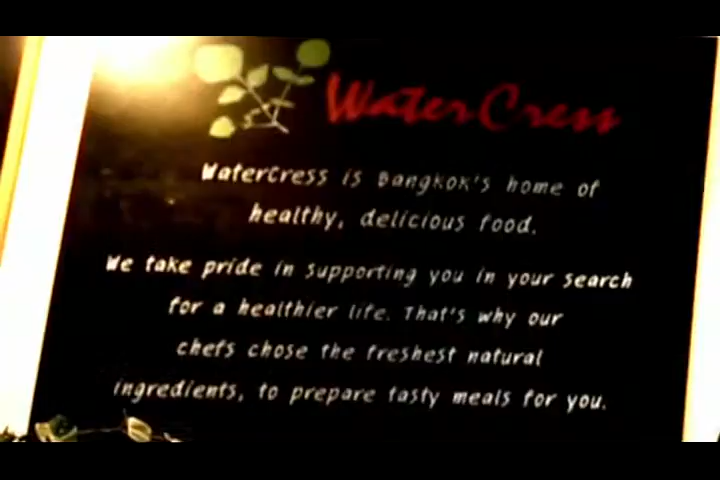 WaterCress
WaterCress is Bangkok's home of
healthy, delicious food.
We take pride in supporting you in your search
for a healthier life. That's why our
chefs chose the freshest natural
ingredients, to prepare tasty meals for you.